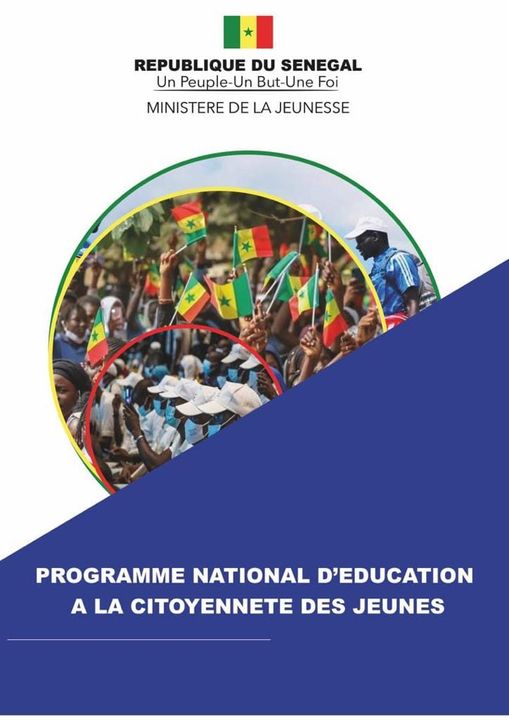 REPUBLIQUE DU SENEGAL
Un Peuple-Un But-Une Foi
MINISTERE DE LA JEUNESSE
PROGRAMME NATIONAL D'EDUCATION
A LA CITOYENNETE DES JEUNES